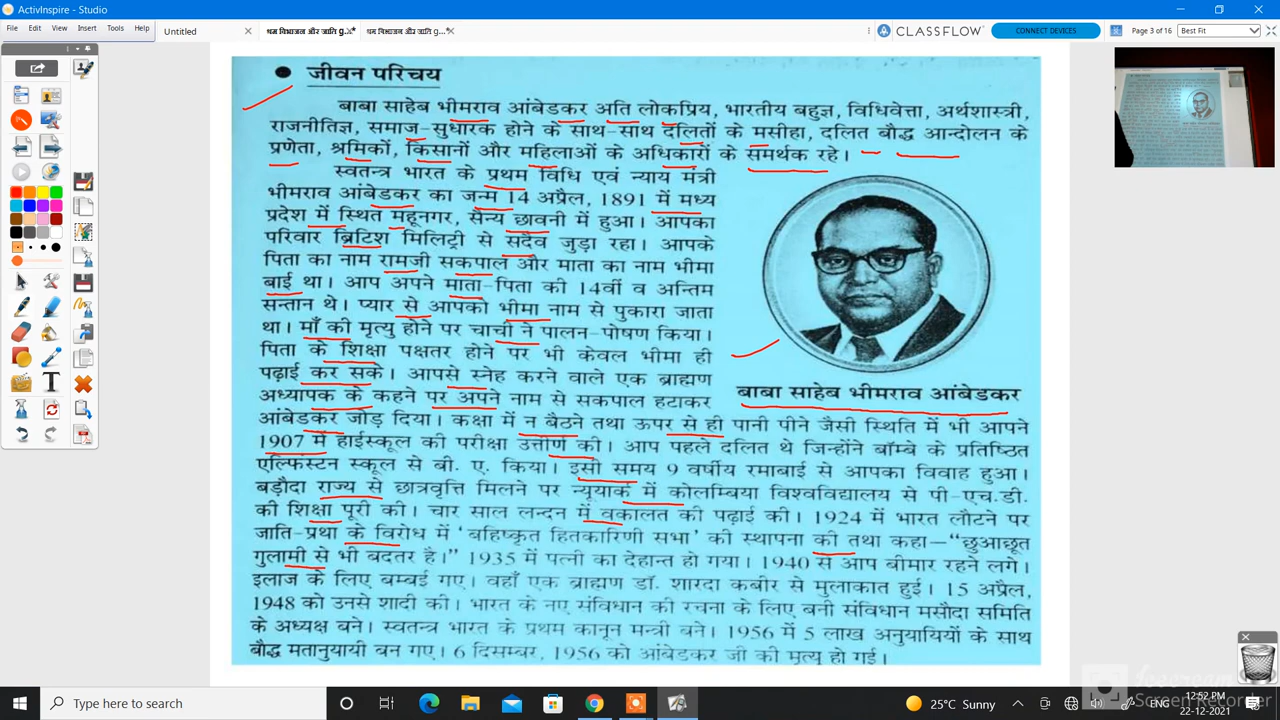 ActivInspire - Studio
File Edit View Insert Tools Help
Untitled
CLASSFLOW
CONNECT DEVICES
Page 3 of 16
Best Fit
जीवन परिचय
बाबा साहेब भीमराव आंबेडकर अति लोकप्रिय, भारतीय बहुज्ञ, विधिवेत्ता, अर्थशास्त्री,
राजनीतिज्ञ, समाज-सुधारक होने के साथ-साथ दलितों के मसीहा, दलित बौद्ध आन्दोलन के
प्रणेता, श्रमिकों, किसानों और महिलाओं के अधिकारों के समर्थक रहे।
स्वतन्त्र भारत के प्रथम विधि एवं न्याय मंत्री
भीमराव आंबेडकर का जन्म 14 अप्रैल, 1891 में मध्य
प्रदेश में स्थित महूनगर, सैन्य छावनी में हुआ। आपका
परिवार ब्रिटिश मिलिट्री से सदैव जुड़ा रहा। आपके
पिता का नाम रामजी सकपाल और माता का नाम भीमा
बाई था। आप अपने माता-पिता की 14वीं व अन्तिम
सन्तान थे। प्यार से आपको भीमा नाम से पुकारा जाता
था। माँ की मृत्यु होने पर चाची ने पालन-पोषण किया।
पिता के शिक्षा पक्षतर होने पर भी केवल भीमा ही
पढ़ाई कर सके। आपसे स्नेह करने वाले एक ब्राह्मण
अध्यापक के कहने पर अपने नाम से सकपाल हटाकर
बाबा साहेब भीमराव आंबेडकर
आंबेडकर जोड़ दिया। कक्षा में न बैठने तथा ऊपर से ही पानी पीने जैसी स्थिति में भी आपने
1907 में हाईस्कूल की परीक्षा उत्तीर्ण की। आप पहले दलित थे जिन्होंने बॉम्बे के प्रतिष्ठित
एल्फिस्टन स्कूल से बी. ए. किया। इसी समय 9 वर्षीय रमाबाई से आपका विवाह हुआ।
बड़ौदा राज्य से छात्रवृत्ति मिलने पर न्यूयार्क में कोलम्बिया विश्वविद्यालय से पी-एच.डी.
की शिक्षा पूरी की। चार साल लन्दन में वकालत की पढ़ाई की। 1924 में भारत लौटने पर
जाति-प्रथा के विरोध में 'बहिष्कृत हितकारिणी सभा' की स्थापना की तथा कहा–"छुआछूत
गुलामी से भी बदतर है।" 1935 में पत्नी का देहान्त हो गया। 1940 से आप बीमार रहने लगे।
इलाज के लिए बम्बई गए। वहाँ एक ब्राह्मण डॉ. शारदा कबीर से मुलाकात हुई। 15 अप्रैल,
1948 को उनसे शादी की। भारत के नए संविधान की रचना के लिए बनी संविधान मसौदा समिति
के अध्यक्ष बने। स्वतन्त्र भारत के प्रथम कानून मन्त्री बने। 1956 में 5 लाख अनुयायियों के साथ
बौद्ध मतानुयायी बन गए। 6 दिसम्बर, 1956 को आंबेडकर जी की मृत्यु हो गई।
Icecream
Screen Recorder
Type here to search
25°C Sunny
ENG
12:52 PM
22-12-2021